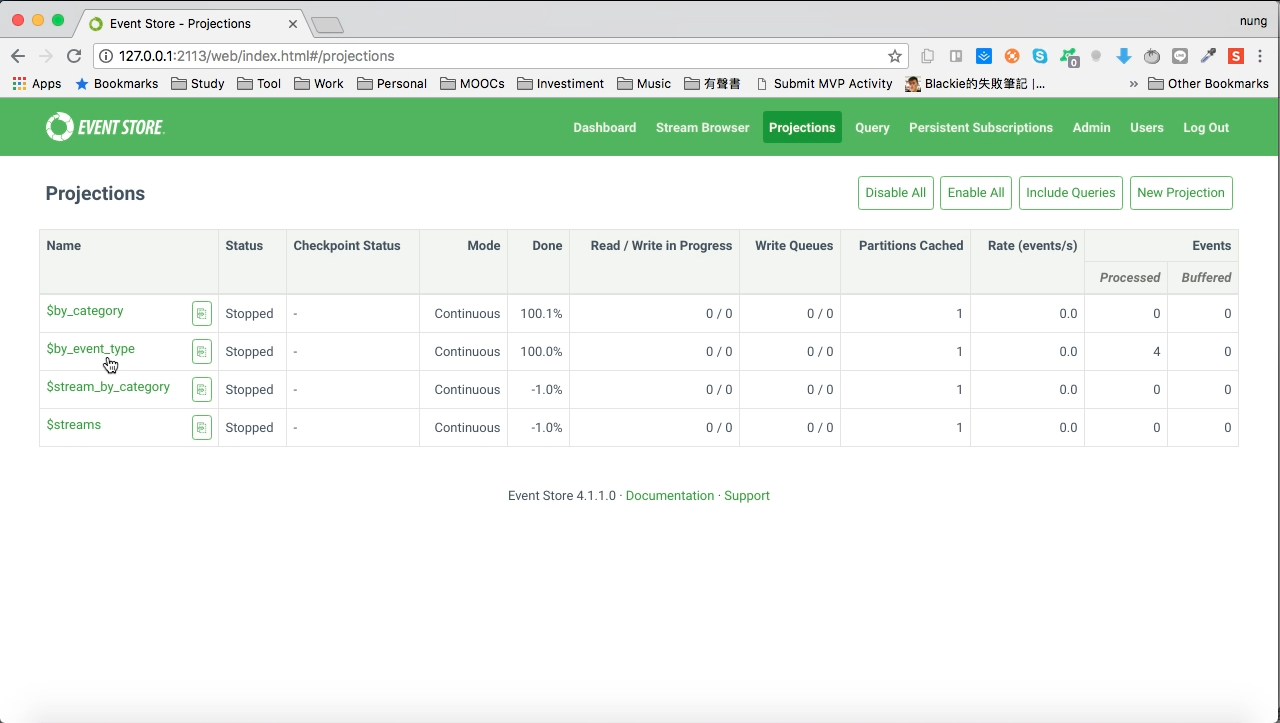 Event Store - Projections
nung
127.0.0.1:2113/web/index.html#/projections
0
S
Apps Bookmarks Study Tool Work Personal MOOCs Investiment Music 有聲書 Submit MVP Activity Blackie的失敗筆記 |... » Other Bookmarks
EVENT STORE
Dashboard Stream Browser Projections Query Persistent Subscriptions Admin Users Log Out
Projections
Disable All Enable All Include Queries New Projection
Name Status Checkpoint Status Mode Done Read / Write in Progress Write Queues Partitions Cached Rate (events/s) Events
Processed Buffered
$by_category Stopped - Continuous 100.1% 0 / 0 0 / 0 1 0.0 0 0
$by_event_type Stopped - Continuous 100.0% 0 / 0 0 / 0 1 0.0 4 0
$stream_by_category Stopped - Continuous -1.0% 0 / 0 0 / 0 1 0.0 0 0
$streams Stopped - Continuous -1.0% 0 / 0 0 / 0 1 0.0 0 0
Event Store 4.1.1.0 · Documentation · Support